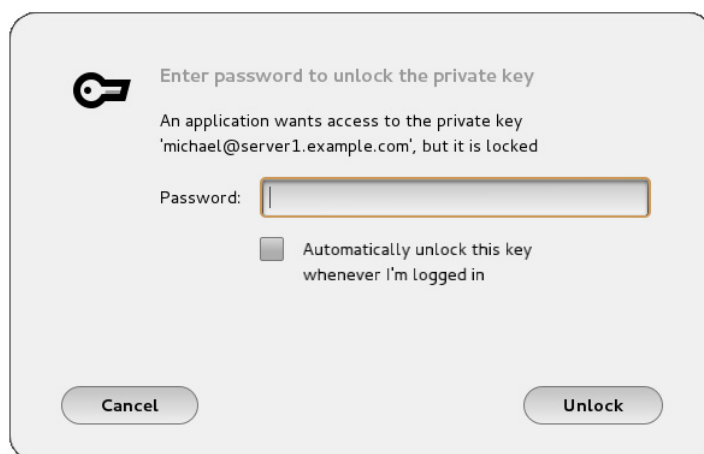 Enter password to unlock the private key
An application wants access to the private key
'michael@server1.example.com', but it is locked
Password:
Automatically unlock this key
whenever I'm logged in
Cancel
Unlock